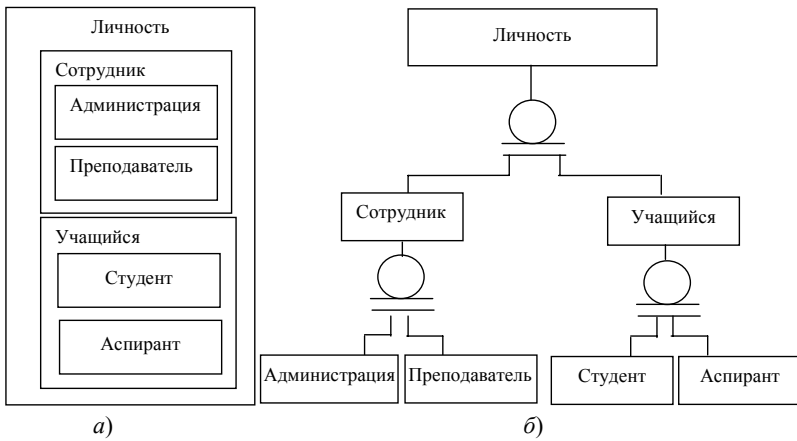 Личность
Сотрудник
Администрация
Преподаватель
Учащийся
Студент
Аспирант
а)
Личность
Сотрудник
Учащийся
Администрация
Преподаватель
Студент
Аспирант
б)